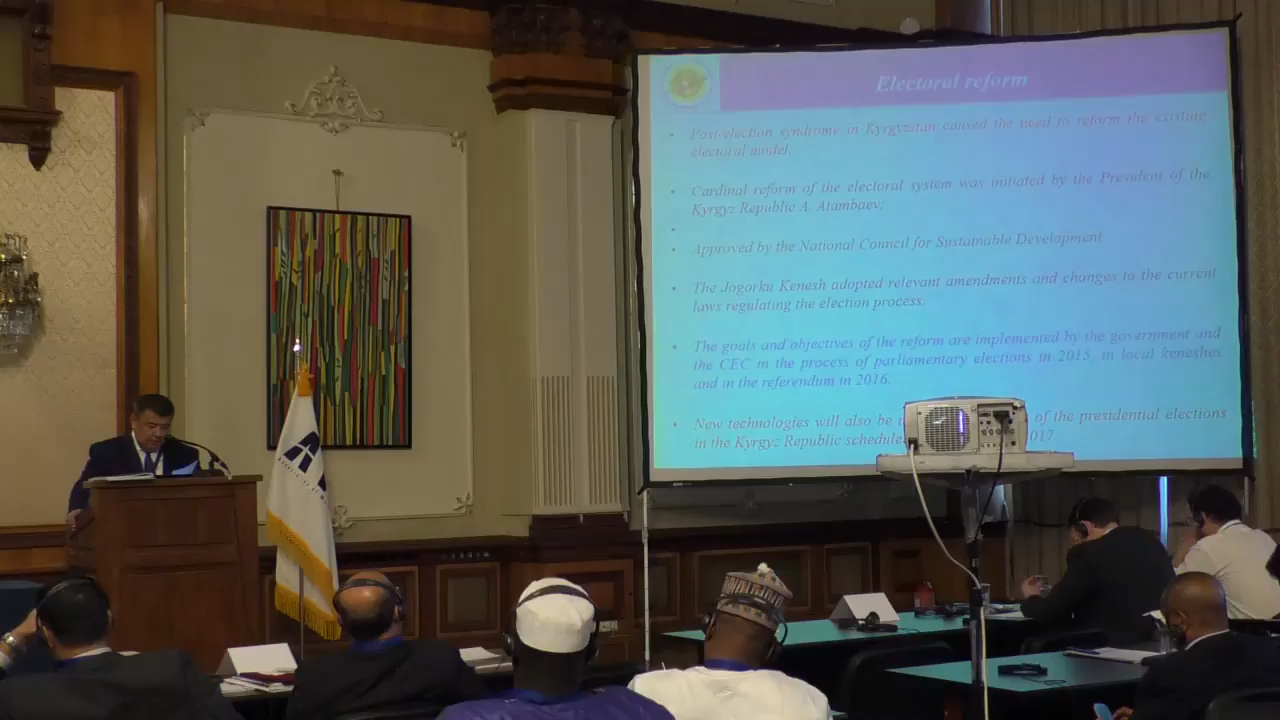 Electoral reform
Post-election syndrome in Kyrgyzstan caused the need to reform the existing
electoral model.
Cardinal reform of the electoral system was initiated by the President of the
Kyrgyz Republic A. Atambaev;
Approved by the National Council for Sustainable Development.
The Jogorku Kenesh adopted relevant amendments and changes to the current
laws regulating the election process.
The goals and objectives of the reform are implemented by the government and
the CEC in the process of parliamentary elections in 2015, in local keneshes
and in the referendum in 2016.
New technologies will also be of the presidential elections
in the Kyrgyz Republic 2017.